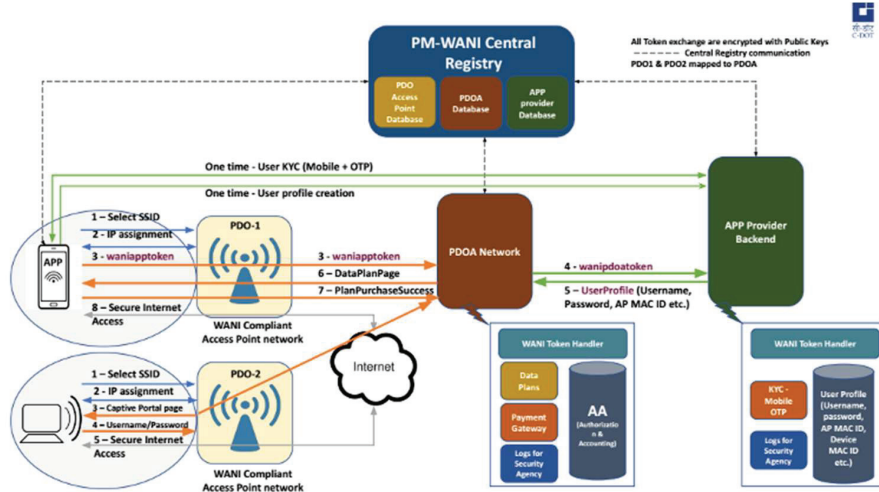 सी-डॉट
C-DOT
PM-WANI Central
Registry
PDO
Access
Point
Database
PDOA
Database
APP
provider
Database
All Token exchange are encrypted with Public Keys
Central Registry communication
PDO1 & PDO2 mapped to PDOA
One time - User KYC (Mobile + OTP)
One time - User profile creation
1 – Select SSID
2 - IP assignment
3 - waniapptoken
APP
8 – Secure Internet
Access
PDO-1
WANI Compliant
Access Point network
3 - waniapptoken
6 – DataPlanPage
7 – PlanPurchaseSuccess
PDOA Network
4 - wanipdoatoken
5 – UserProfile (Username,
Password, AP MAC ID etc.)
APP Provider
Backend
Internet
1 – Select SSID
2 - IP assignment
3 – Captive Portal page
4 – Username/Password
5 – Secure Internet
Access
PDO-2
WANI Compliant
Access Point network
WANI Token Handler
Data
Plans
Payment
Gateway
Logs for
Security
Agency
AA
(Authorizatio
n &
Accounting)
WANI Token Handler
KYC -
Mobile
OTP
Logs for
Security
Agency
User Profile
(Username,
password,
AP MAC ID,
Device
MAC ID
etc.)